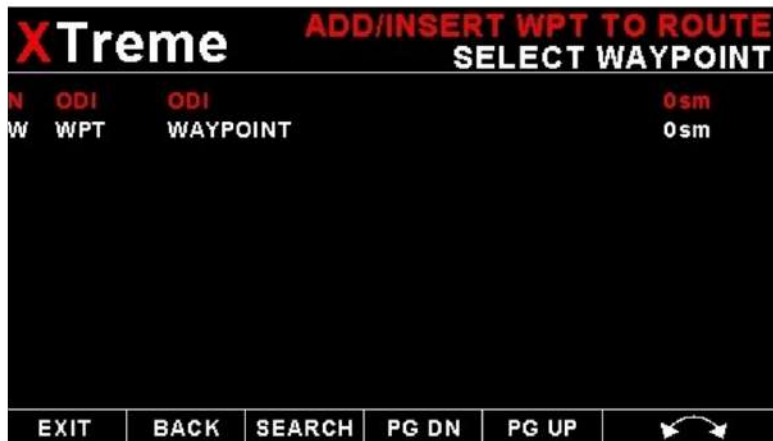 XTreme
ADD/INSERT WPT TO ROUTE
SELECT WAYPOINT
N ODI ODI 0sm
W WPT WAYPOINT 0sm
EXIT BACK SEARCH PG DN PG UP